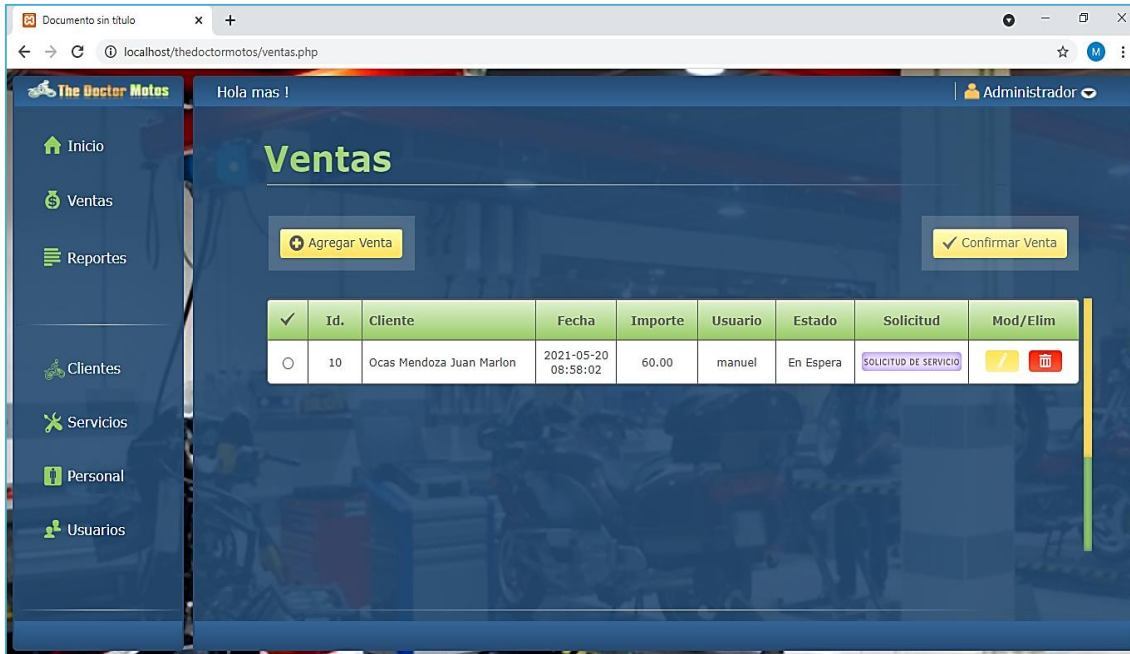 Documento sin título
localhost/thedoctormotos/ventas.php
M
The Doctor Motos
Hola mas !
Administrador
Inicio
Ventas
Reportes
Clientes
Servicios
Personal
Usuarios
Ventas
Agregar Venta
Confirmar Venta
Id. Cliente Fecha Importe Usuario Estado Solicitud Mod/Elim
10 Ocas Mendoza Juan Marlon 2021-05-20 08:58:02 60.00 manuel En Espera SOLICITUD DE SERVICIO